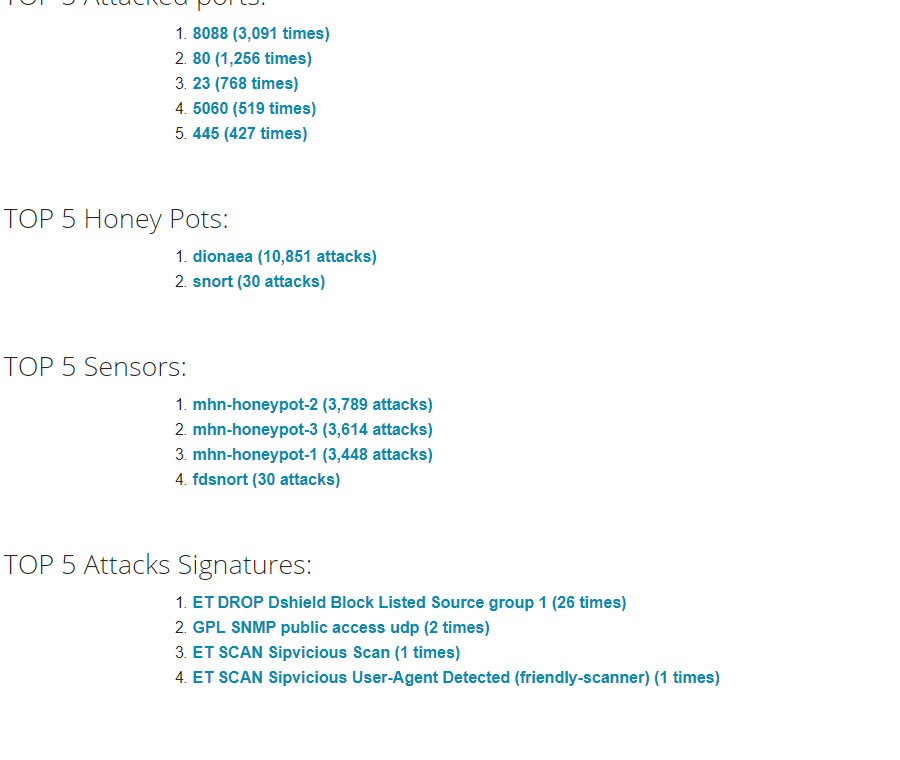 TOP 5 Attacked ports:
1. 8088 (3,091 times)
2. 80 (1,256 times)
3. 23 (768 times)
4. 5060 (519 times)
5. 445 (427 times)
TOP 5 Honey Pots:
1. dionaea (10,851 attacks)
2. snort (30 attacks)
TOP 5 Sensors:
1. mhn-honeypot-2 (3,789 attacks)
2. mhn-honeypot-3 (3,614 attacks)
3. mhn-honeypot-1 (3,448 attacks)
4. fdsnort (30 attacks)
TOP 5 Attacks Signatures:
1. ET DROP Dshield Block Listed Source group 1 (26 times)
2. GPL SNMP public access udp (2 times)
3. ET SCAN Sipvicious Scan (1 times)
4. ET SCAN Sipvicious User-Agent Detected (friendly-scanner) (1 times)